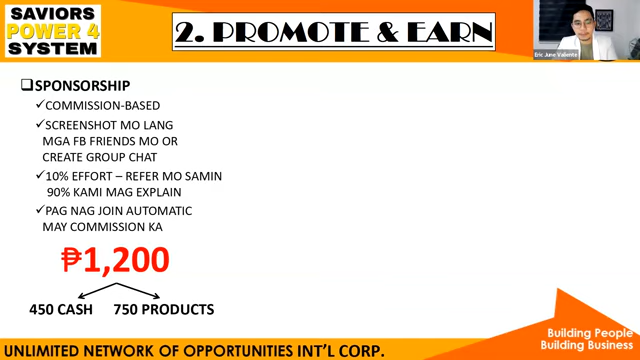 SAVIORS
POWER 4
SYSTEM
2. PROMOTE & EARN
Eric June Valiente
SPONSORSHIP
COMMISSION-BASED
SCREENSHOT MO LANG
MGA FB FRIENDS MO OR
CREATE GROUP CHAT
10% EFFORT – REFER MO SAMIN
90% KAMI MAG EXPLAIN
PAG NAG JOIN AUTOMATIC
MAY COMMISSION KA
₱1,200
450 CASH 750 PRODUCTS
Building People
Building Business
UNLIMITED NETWORK OF OPPORTUNITIES INT'L CORP.